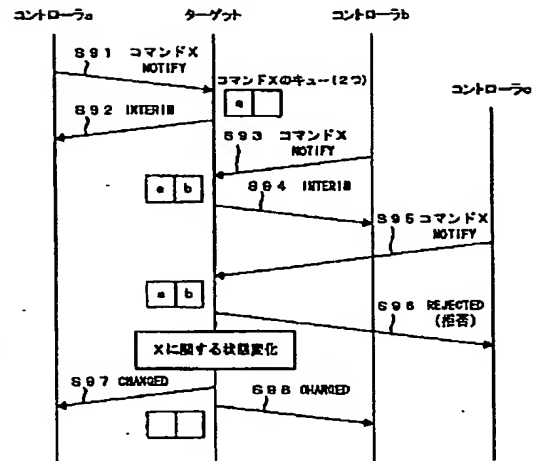 コントローラa
ターゲット
コントローラb
S91 コマンドX
NOTIFY
コマンドXのキュー(2つ)
a
コントローラc
S92 INTERIM
S93 コマンドX
NOTIFY
a b
S94 INTERIM
S95コマンドX
NOTIFY
a b
S96 REJECTED
(拒否)
Xに関する状態変化
S97 CHANGED
S98 CHANGED